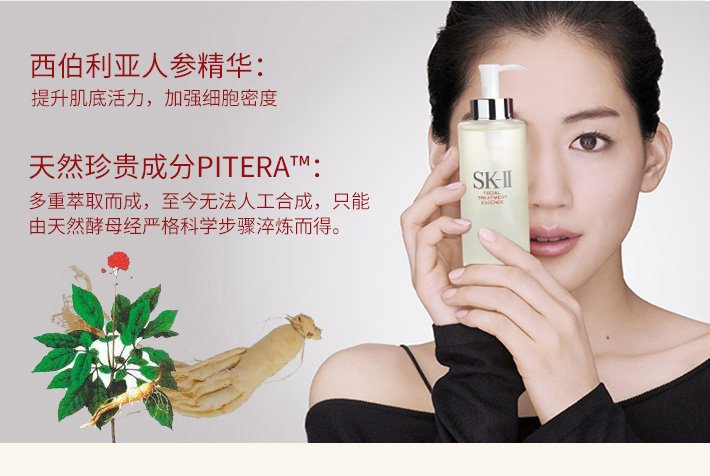 西伯利亚人参精华：
提升肌底活力，加强细胞密度
天然珍贵成分PITERA™：
多重萃取而成，至今无法人工合成，只能
由天然酵母经严格科学步骤淬炼而得。
SK-II
FACIAL
TREATMENT
ESSENCE